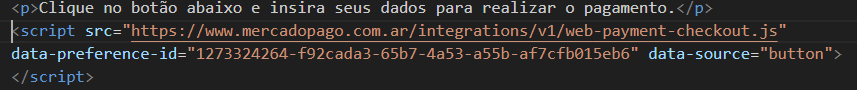 <p>Clique no botão abaixo e insira seus dados para realizar o pagamento.</p>
<script src="https://www.mercadopago.com.ar/integrations/v1/web-payment-checkout.js"
data-preference-id="1273324264-f92cada3-65b7-4a53-a55b-af7cfb015eb6" data-source="button">
</script>